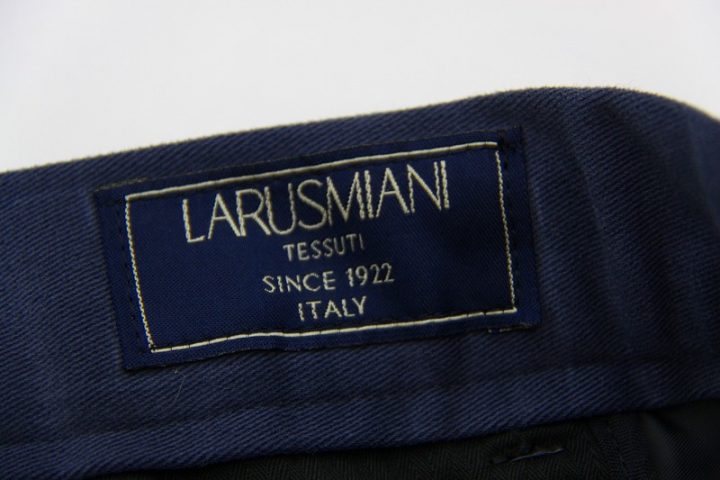 LARUSMIANI
TESSUTI
SINCE 1922
ITALY